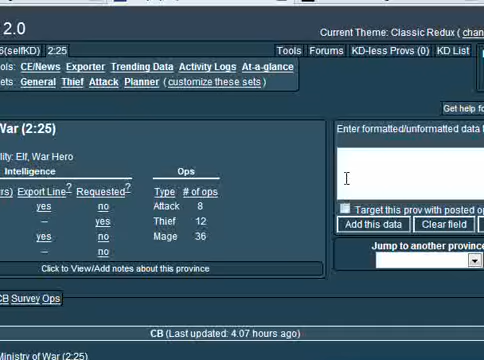 2.0
Current Theme: Classic Redux ( chan
6(selfKD) 2:25
Tools Forums KD-less Provs (0) KD List
ols: CE/News Exporter Trending Data Activity Logs At-a-glance
ets: General Thief Attack Planner ( customize these sets )
Get help fo
War (2:25)
Enter formatted/unformatted data f
lity: Elf, War Hero
Intelligence Ops
rs) Export Line? Requested? Type # of ops
yes no Attack 8
-- yes Thief 12
yes no Mage 36
-- no
Target this prov with posted op
Add this data Clear field
Click to View/Add notes about this province
Jump to another province
CB Survey Ops
CB (Last updated: 4.07 hours ago)
Ministry of War (2:25)